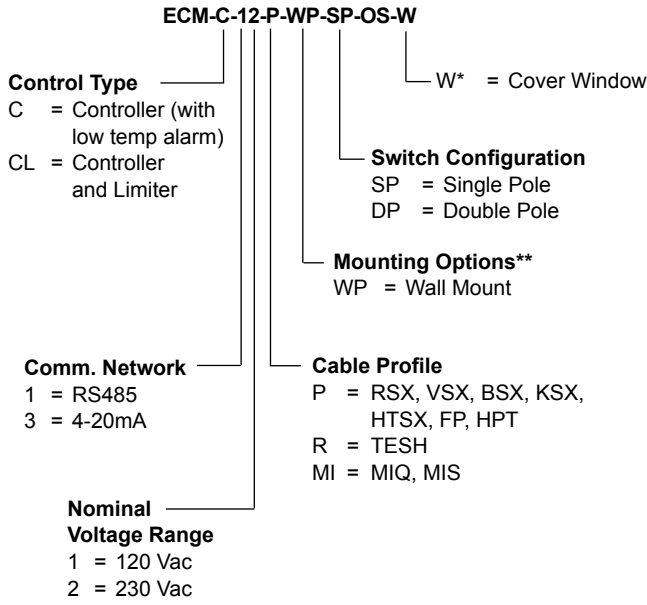 ECM-C-12-P-WP-SP-OS-W
Control Type
C = Controller (with
low temp alarm)
CL = Controller
and Limiter
W* = Cover Window
Switch Configuration
SP = Single Pole
DP = Double Pole
Mounting Options**
WP = Wall Mount
Comm. Network
1 = RS485
3 = 4-20mA
Cable Profile
P = RSX, VSX, BSX, KSX,
HTSX, FP, HPT
R = TESH
MI = MIQ, MIS
Nominal
Voltage Range
1 = 120 Vac
2 = 230 Vac